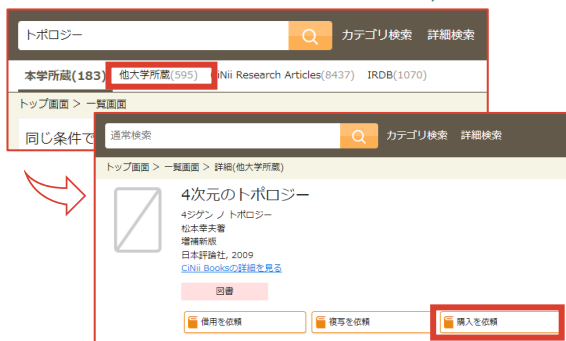 トポロジー
カテゴリ検索 詳細検索
本学所蔵(183) 他大学所蔵(595) CiNii Research Articles(8437) IRDB(1070)
トップ画面 > 一覧画面
同じ条件で
通常検索
カテゴリ検索 詳細検索
トップ画面 > 一覧画面 > 詳細(他大学所蔵)
4次元のトポロジー
4ジゲン ノ トポロジー
松本幸夫著
増補新版
日本評論社, 2009
CiNii Booksの詳細を見る
図書
借用を依頼 複写を依頼 購入を依頼